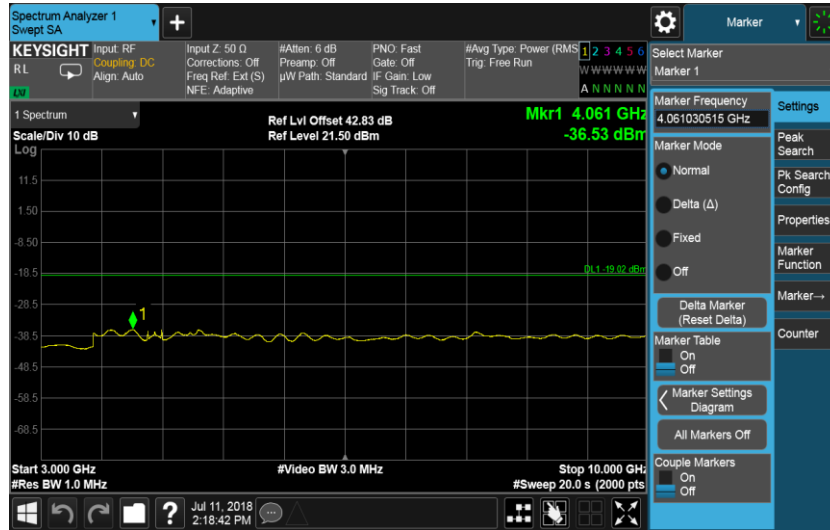 Spectrum Analyzer 1
Swept SA
+
Marker
KEYSIGHT
RL
LXI
Input: RF
Coupling: DC
Align: Auto
Input Z: 50 Ω
Corrections: Off
Freq Ref: Ext (S)
NFE: Adaptive
#Atten: 6 dB
Preamp: Off
µW Path: Standard
PNO: Fast
Gate: Off
IF Gain: Low
Sig Track: Off
#Avg Type: Power (RMS
Trig: Free Run
1 2 3 4 5 6
W W W W W W
A N N N N N
1 Spectrum
Scale/Div 10 dB
Log
Ref Lvl Offset 42.83 dB
Ref Level 21.50 dBm
Mkr1 4.061 GHz
-36.53 dBm
11.5
1.50
-8.50
-18.5
-28.5
-38.5
-48.5
-58.5
-68.5
DL1 -19.02 dBm
1
Start 3.000 GHz
#Res BW 1.0 MHz
#Video BW 3.0 MHz
Stop 10.000 GHz
#Sweep 20.0 s (2000 pts
?
Jul 11, 2018
2:18:42 PM
Select Marker
Marker 1
Marker Frequency
4.061030515 GHz
Marker Mode
Normal
Delta (Δ)
Fixed
Off
Delta Marker
(Reset Delta)
Marker Table
On
Off
Marker Settings
Diagram
All Markers Off
Couple Markers
On
Off
Settings
Peak
Search
Pk Search
Config
Properties
Marker
Function
Marker→
Counter